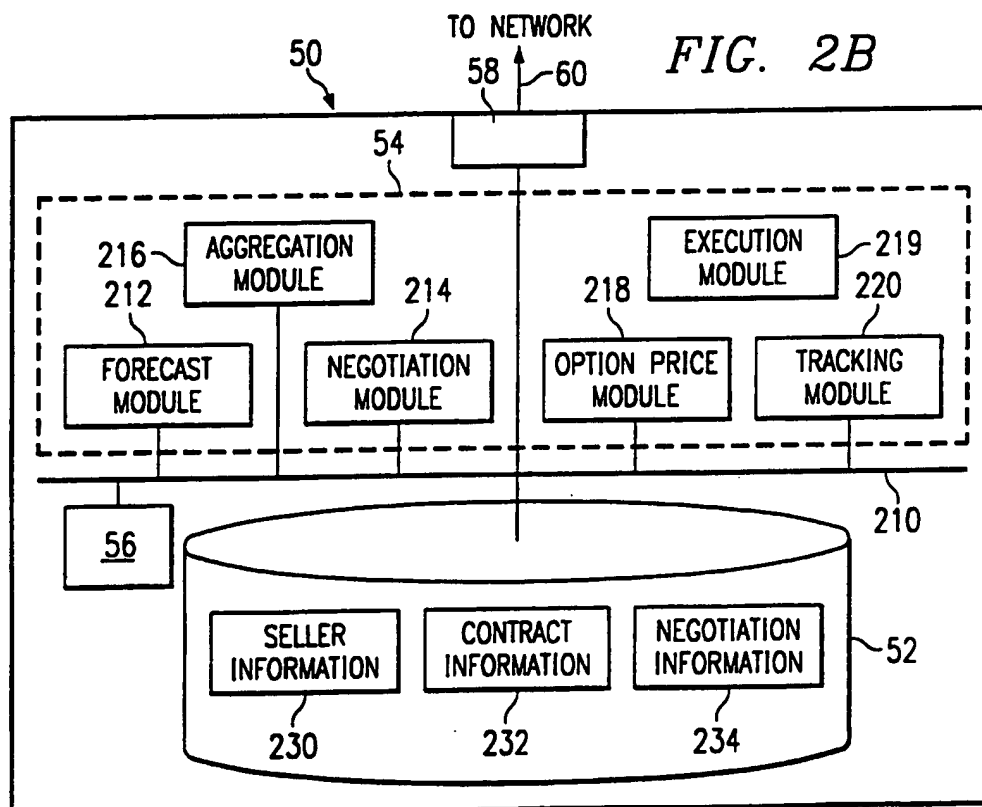 TO NETWORK
FIG. 2B
50
58
60
54
216
AGGREGATION
MODULE
EXECUTION
MODULE
219
212
214
218
220
FORECAST
MODULE
NEGOTIATION
MODULE
OPTION PRICE
MODULE
TRACKING
MODULE
210
56
SELLER
INFORMATION
CONTRACT
INFORMATION
NEGOTIATION
INFORMATION
52
230
232
234